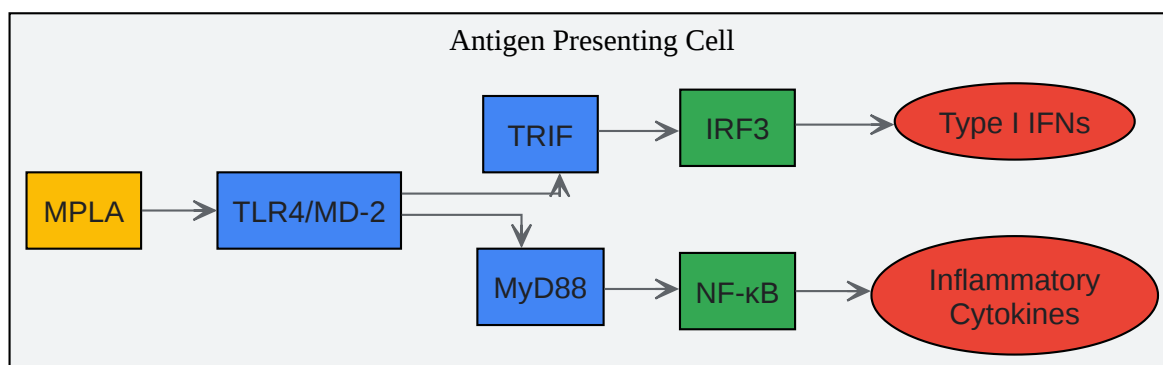 Antigen Presenting Cell
TRIF
IRF3
Type I IFNs
MPLA
TLR4/MD-2
MyD88
NF-κB
Inflammatory
Cytokines